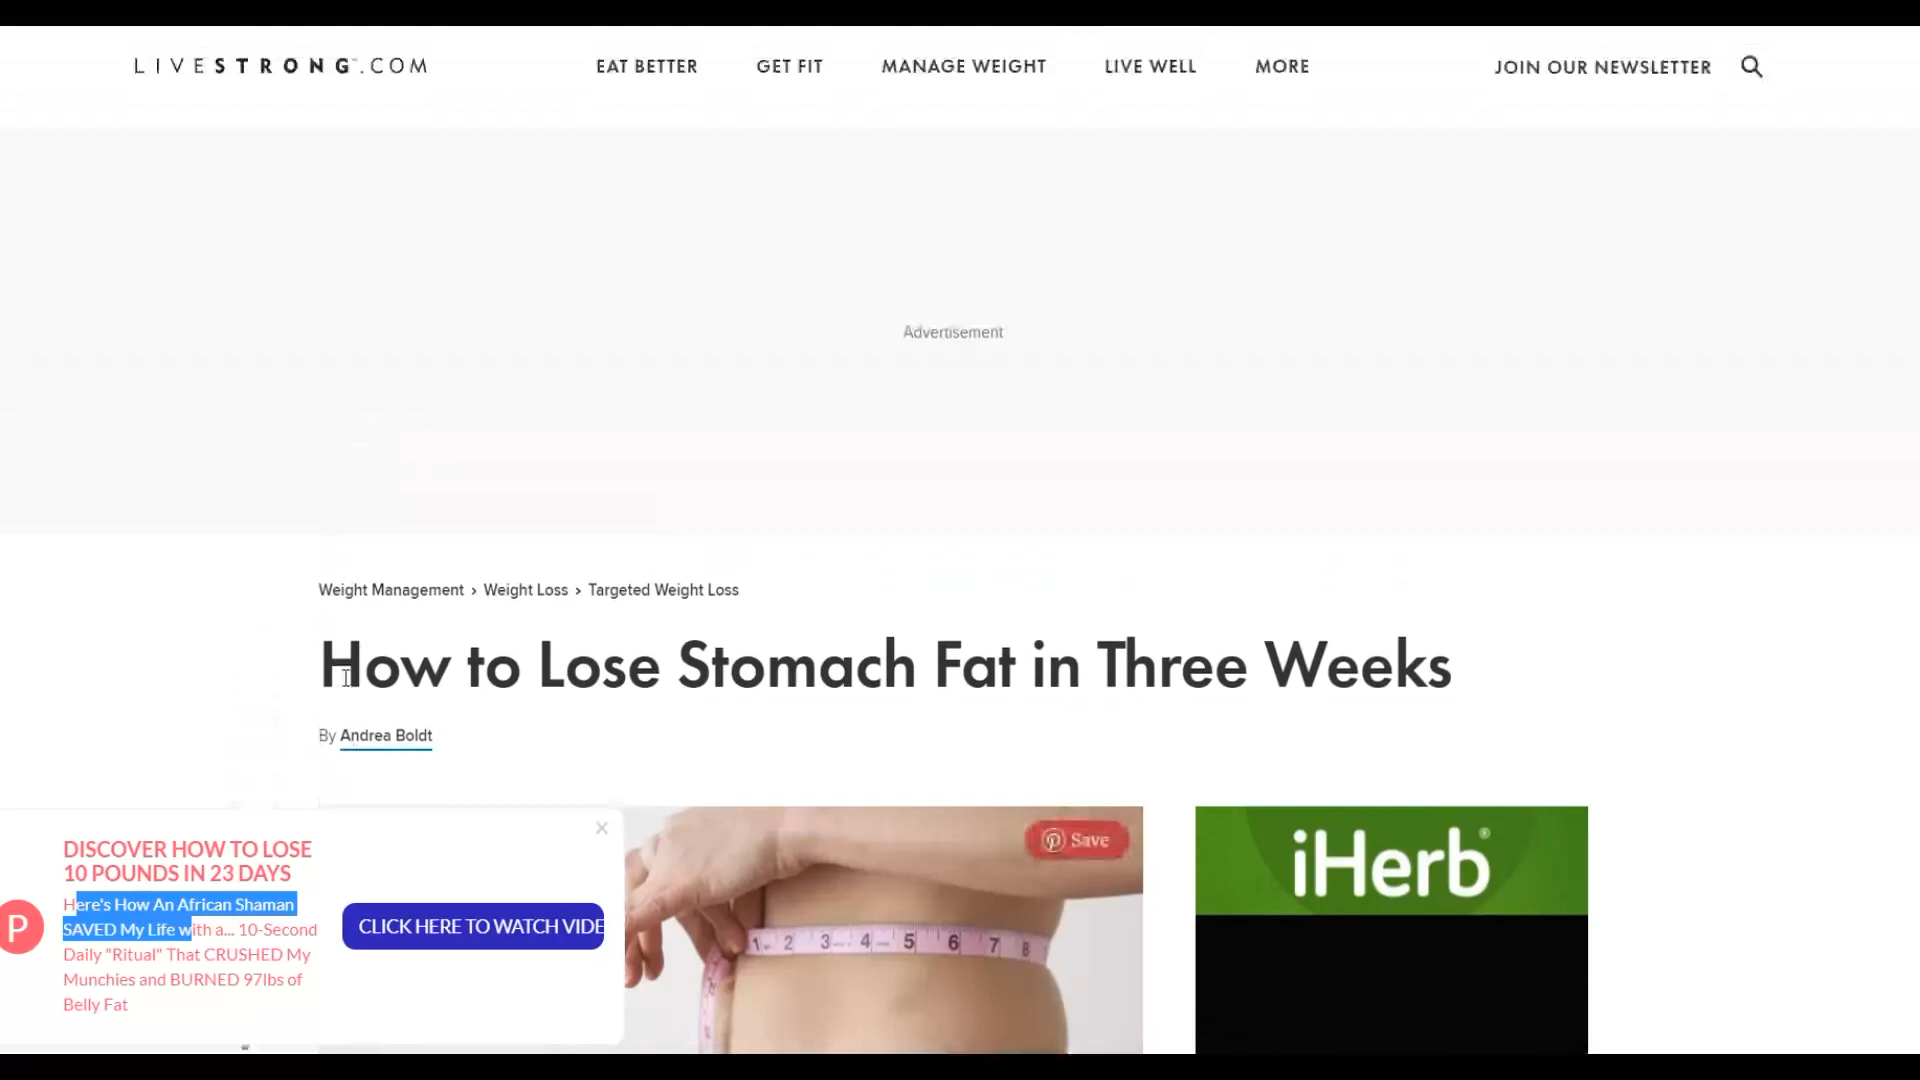 LIVESTRONG.COM
EAT BETTER
GET FIT
MANAGE WEIGHT
LIVE WELL
MORE
JOIN OUR NEWSLETTER
Advertisement
Weight Management › Weight Loss › Targeted Weight Loss
How to Lose Stomach Fat in Three Weeks
By Andrea Boldt
DISCOVER HOW TO LOSE
10 POUNDS IN 23 DAYS
Here's How An African Shaman
SAVED My Life with a... 10-Second
Daily "Ritual" That CRUSHED My
Munchies and BURNED 97lbs of
Belly Fat
P
CLICK HERE TO WATCH VIDE
Save
1 2 3 4 5 6 7 8
iHerb®